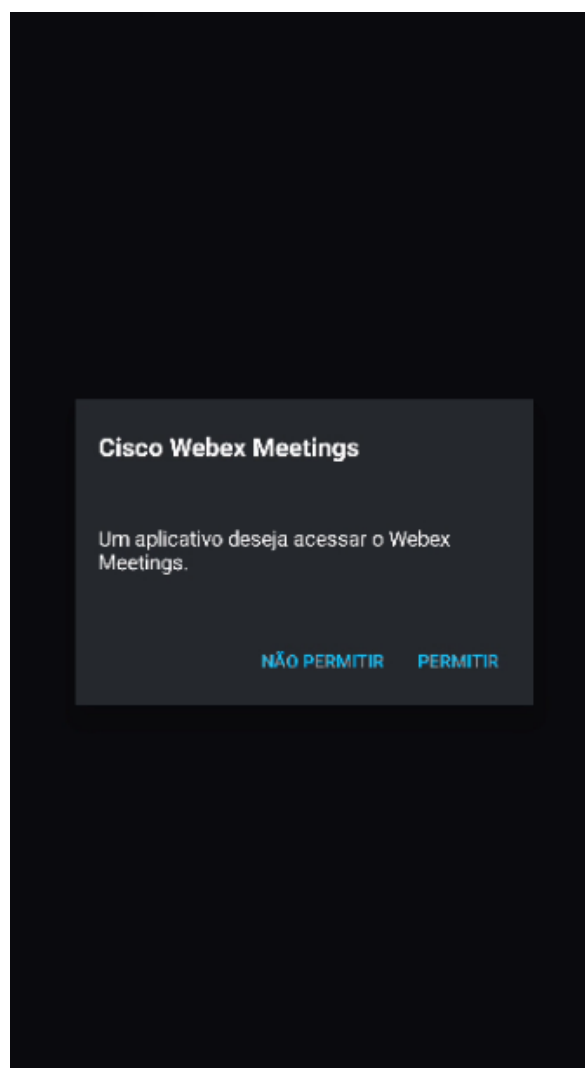 Cisco Webex Meetings
Um aplicativo deseja acessar o Webex
Meetings.
NÃO PERMITIR PERMITIR